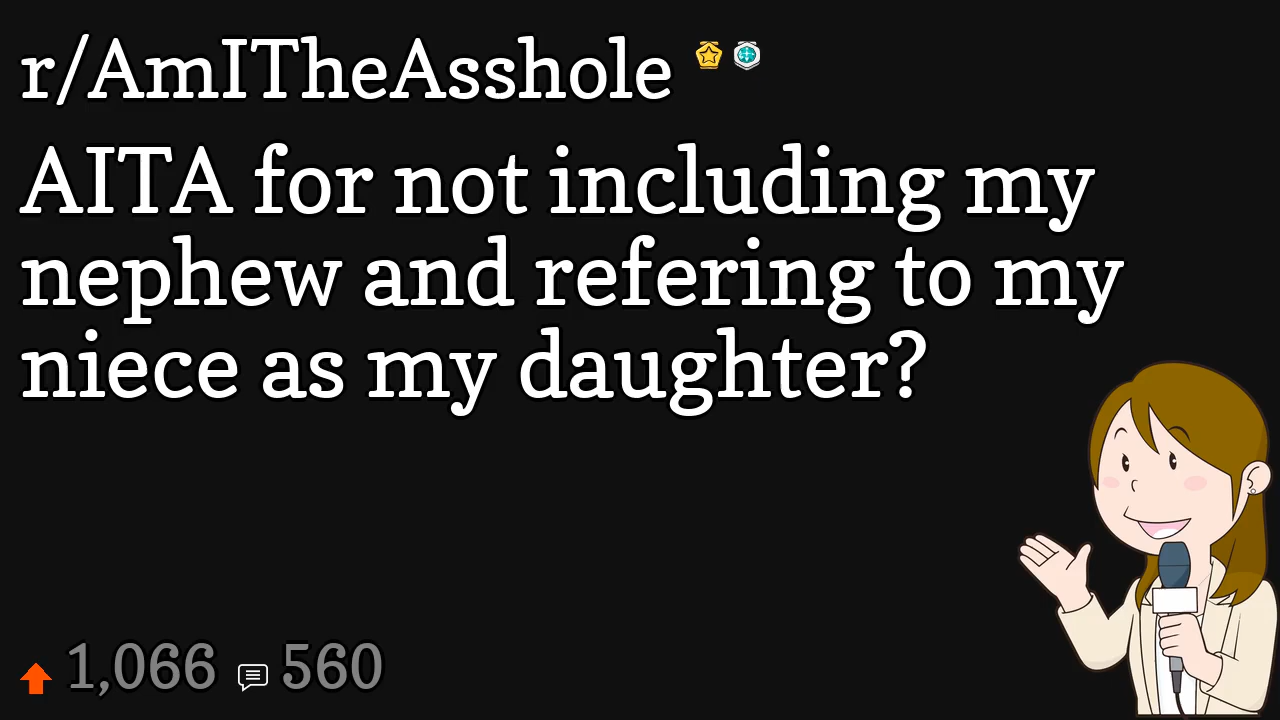 r/AmITheAsshole
AITA for not including my
nephew and refering to my
niece as my daughter?
1,066 560